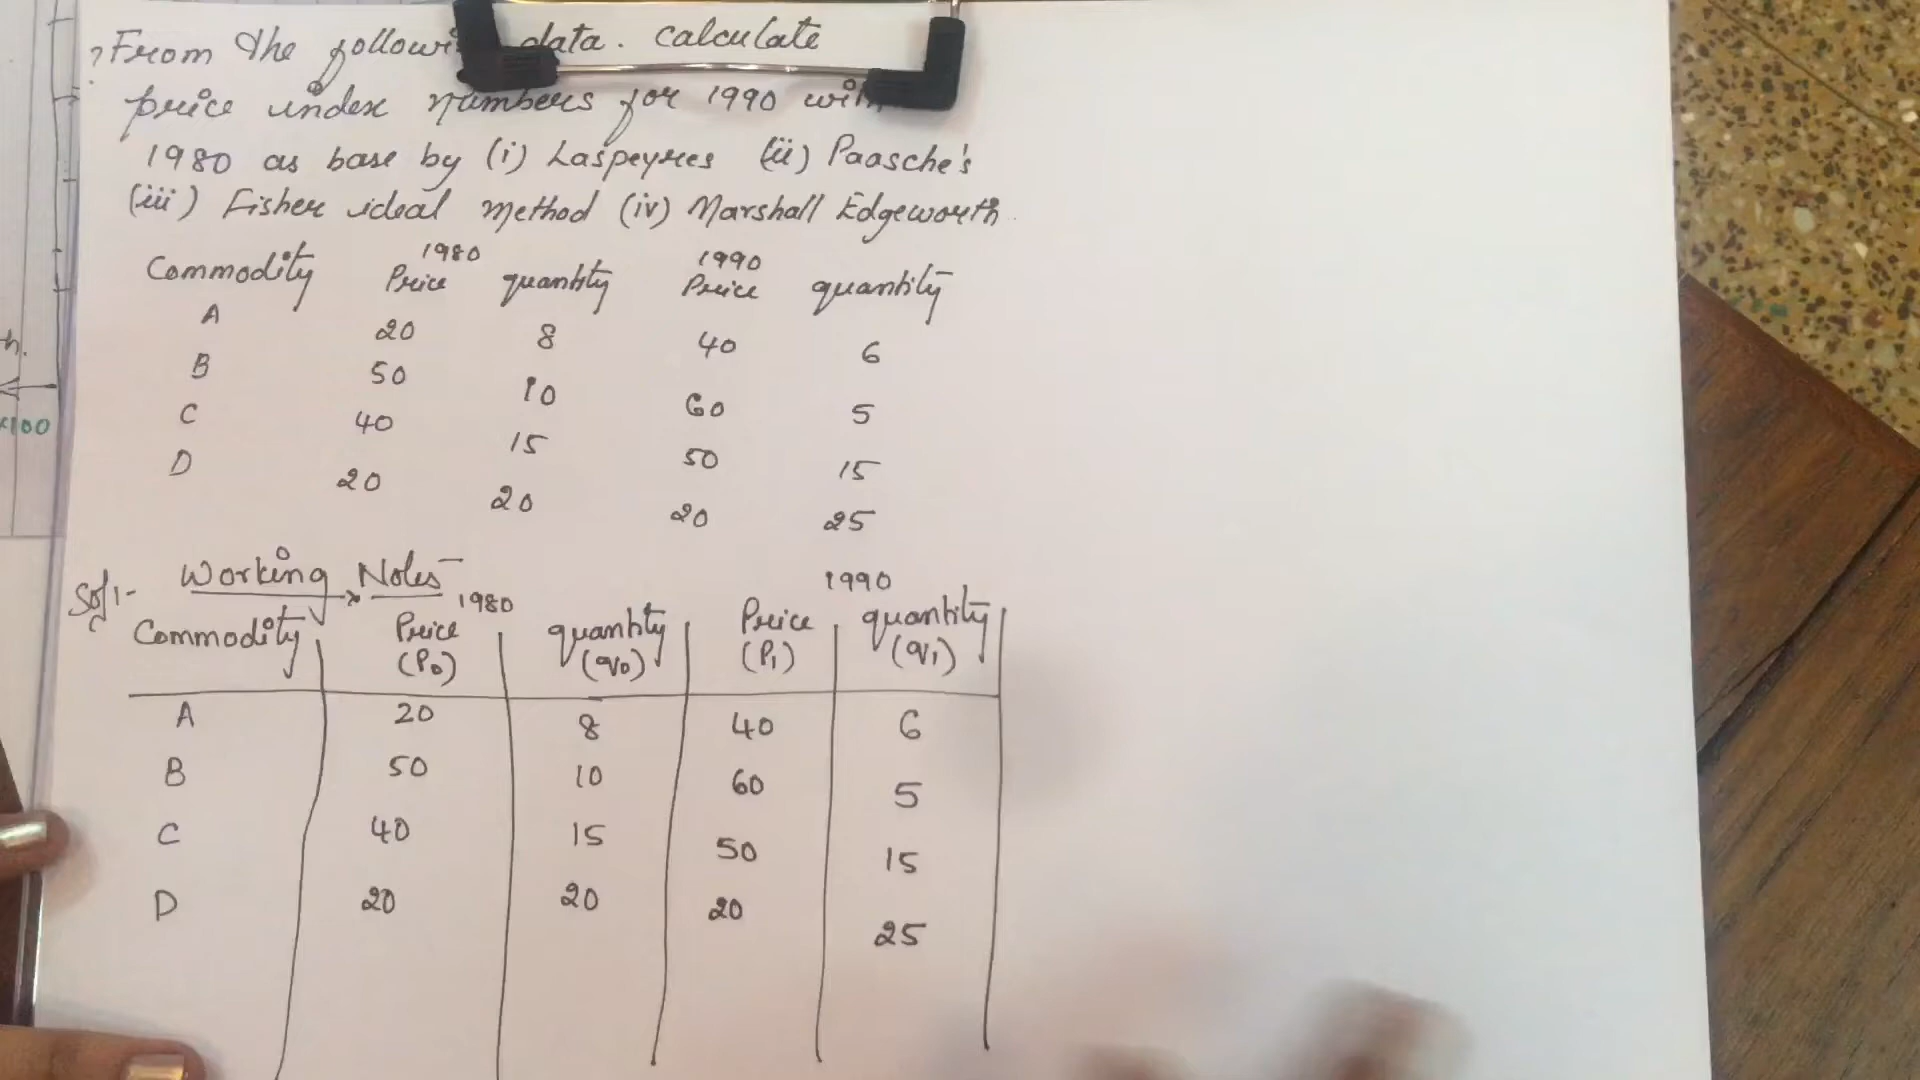 ? From the data. calculate
price index numbers for 1990
1980 as base by (i) Laspeyres (ii) Paasche's
(iii) Fisher ideal method (iv) Marshall Edgeworth.
1980 1990
Commodity Price quantity Price quantity
A 20 8 40 6
B 50 10 60 5
C 40 15 50 15
D 20 20 20 25
Working Notes
1980 1990
Commodity Price (P0) quantity (q0) Price (P1) quantity (q1)
A 20 8 40 6
B 50 10 60 5
C 40 15 50 15
D 20 20 20 25
×100